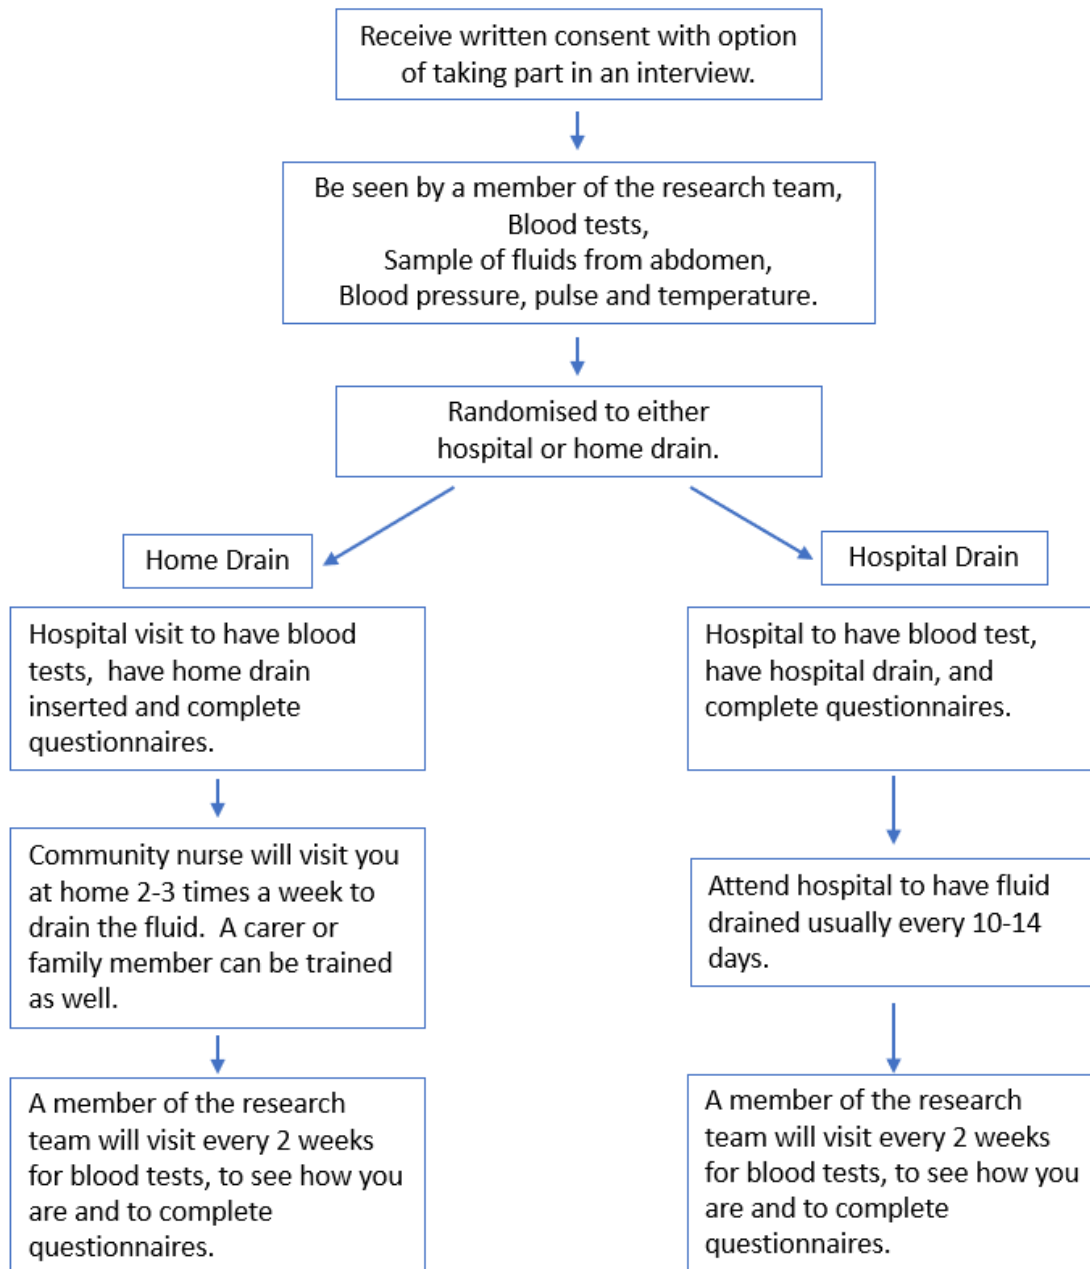 Receive written consent with option
of taking part in an interview.
Be seen by a member of the research team,
Blood tests,
Sample of fluids from abdomen,
Blood pressure, pulse and temperature.
Randomised to either
hospital or home drain.
Home Drain
Hospital visit to have blood
tests,  have home drain
inserted and complete
questionnaires.
Community nurse will visit you
at home 2-3 times a week to
drain the fluid.  A carer or
family member can be trained
as well.
A member of the research
team will visit every 2 weeks
for blood tests, to see how you
are and to complete
questionnaires.
Hospital Drain
Hospital to have blood test,
have hospital drain, and
complete questionnaires.
Attend hospital to have fluid
drained usually every 10-14
days.
A member of the research
team will visit every 2 weeks
for blood tests, to see how you
are and to complete
questionnaires.